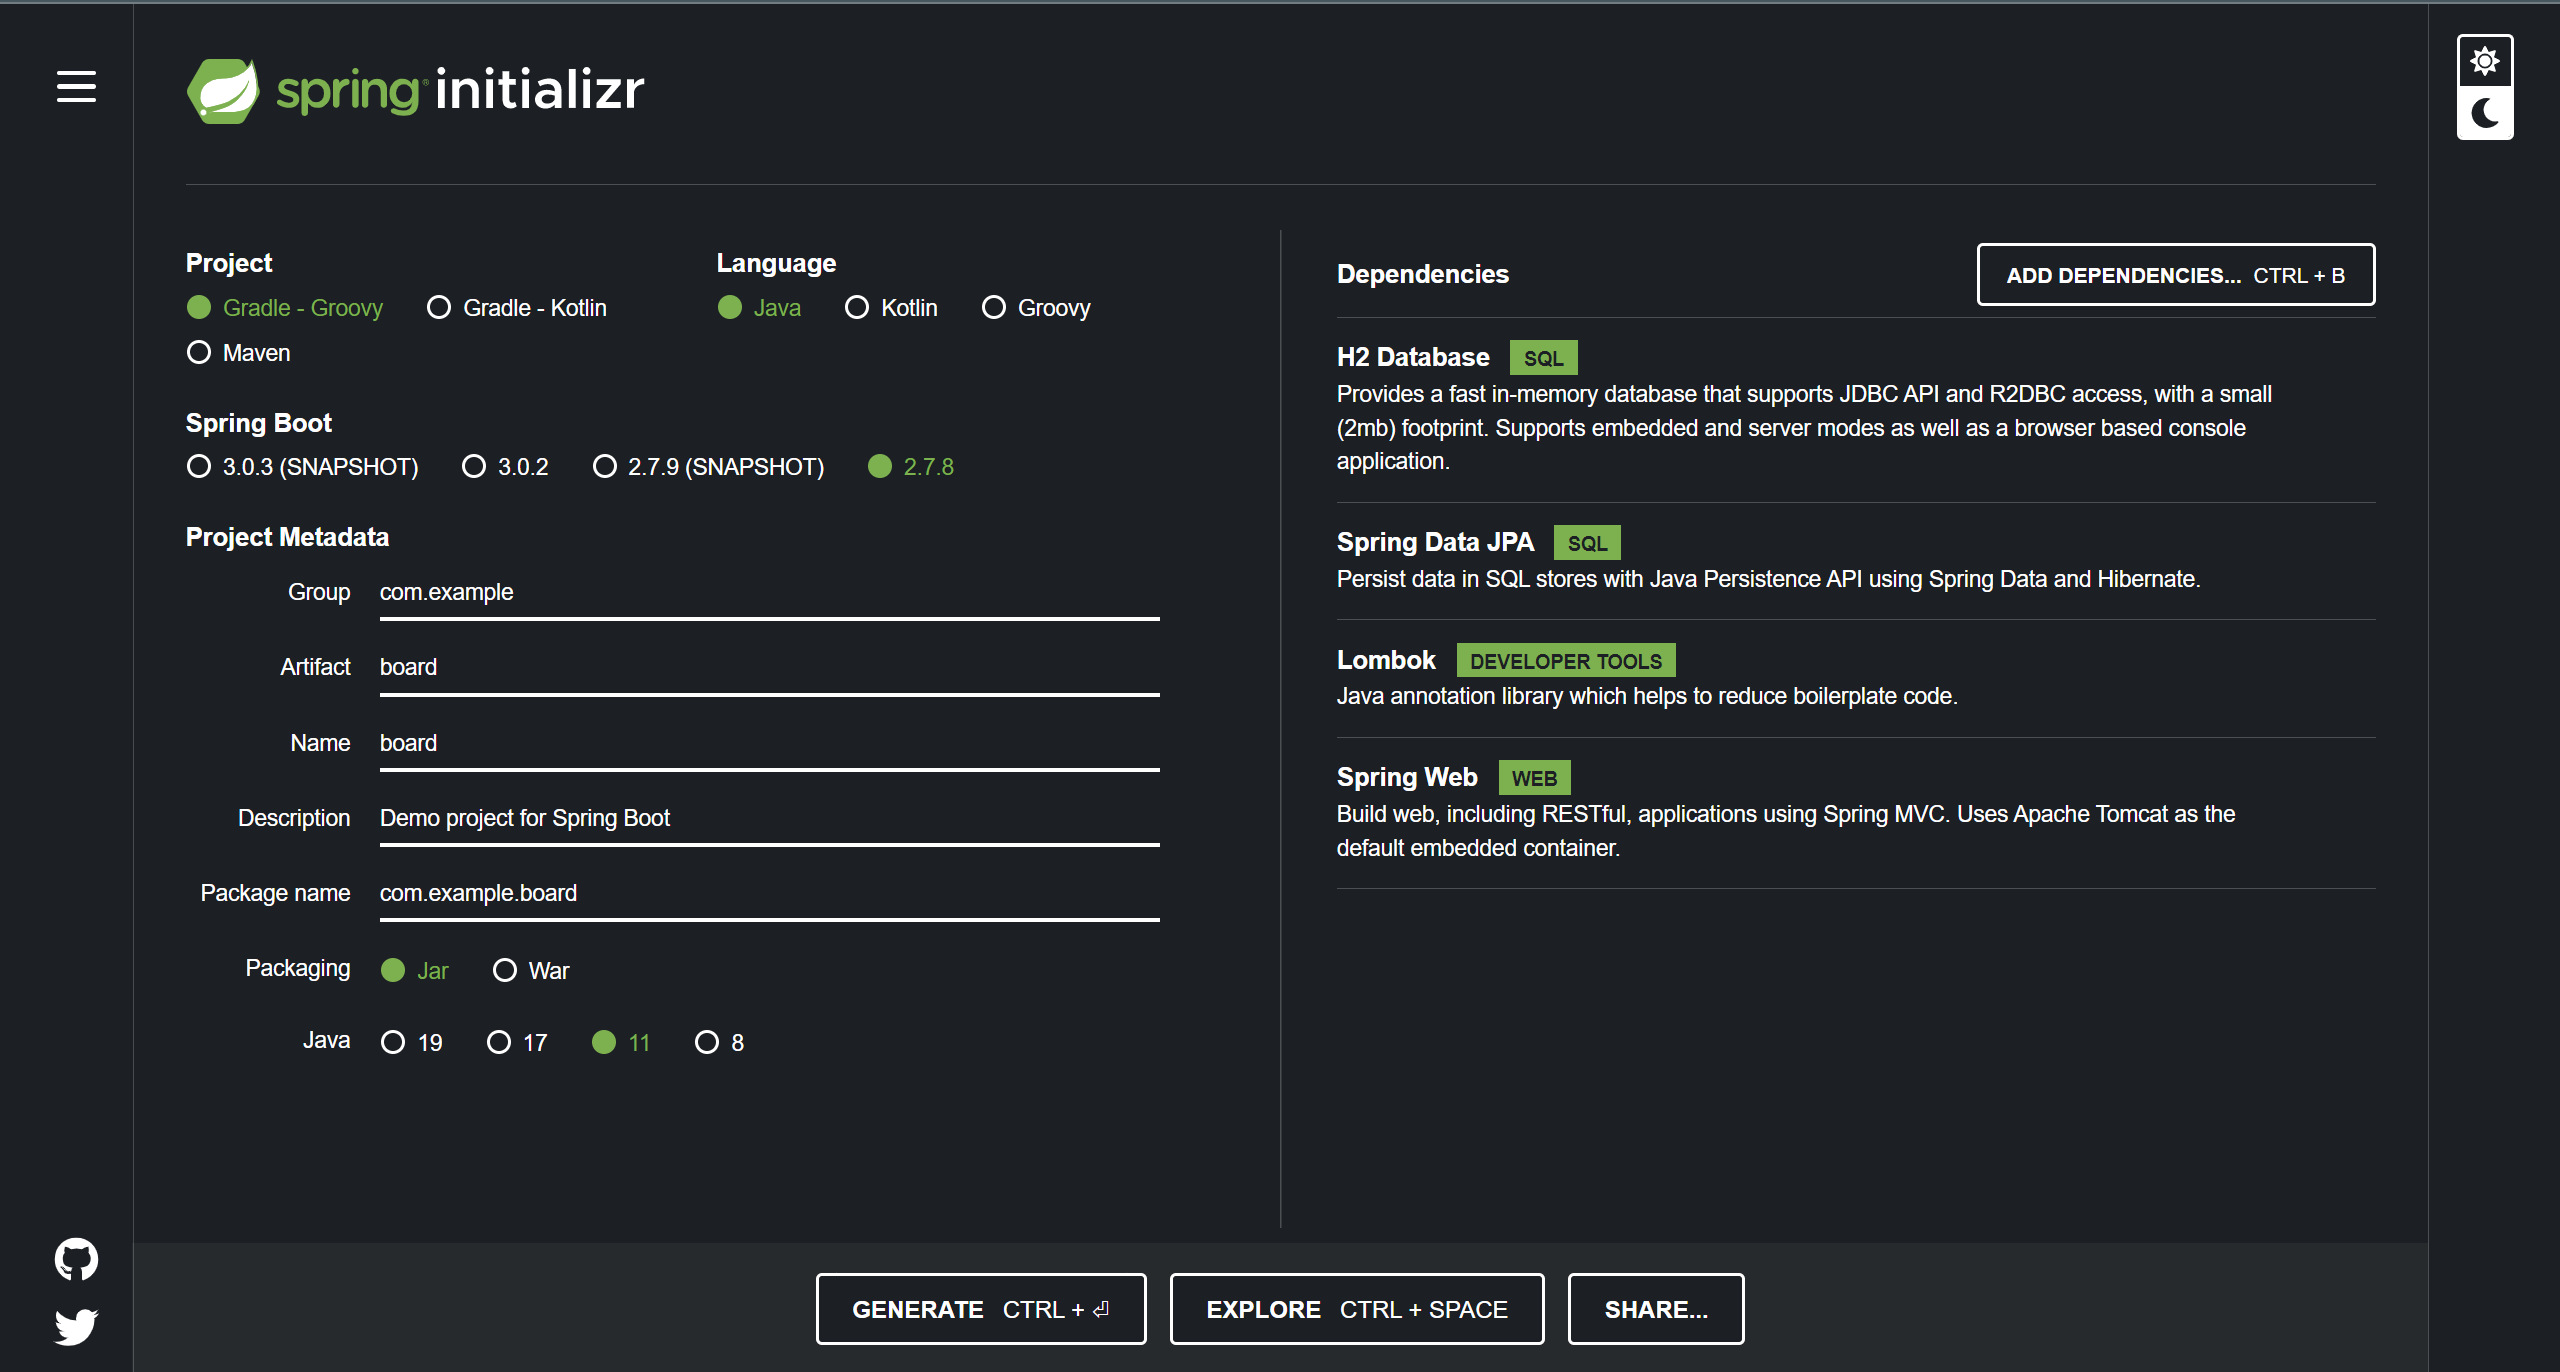 spring initializr
Project
Gradle - Groovy
Gradle - Kotlin
Maven
Language
Java
Kotlin
Groovy
Spring Boot
3.0.3 (SNAPSHOT)
3.0.2
2.7.9 (SNAPSHOT)
2.7.8
Project Metadata
Group com.example
Artifact board
Name board
Description Demo project for Spring Boot
Package name com.example.board
Packaging Jar War
Java 19 17 11 8
Dependencies
ADD DEPENDENCIES... CTRL + B
H2 Database SQL
Provides a fast in-memory database that supports JDBC API and R2DBC access, with a small
(2mb) footprint. Supports embedded and server modes as well as a browser based console
application.
Spring Data JPA SQL
Persist data in SQL stores with Java Persistence API using Spring Data and Hibernate.
Lombok DEVELOPER TOOLS
Java annotation library which helps to reduce boilerplate code.
Spring Web WEB
Build web, including RESTful, applications using Spring MVC. Uses Apache Tomcat as the
default embedded container.
GENERATE CTRL + ⏎
EXPLORE CTRL + SPACE
SHARE...